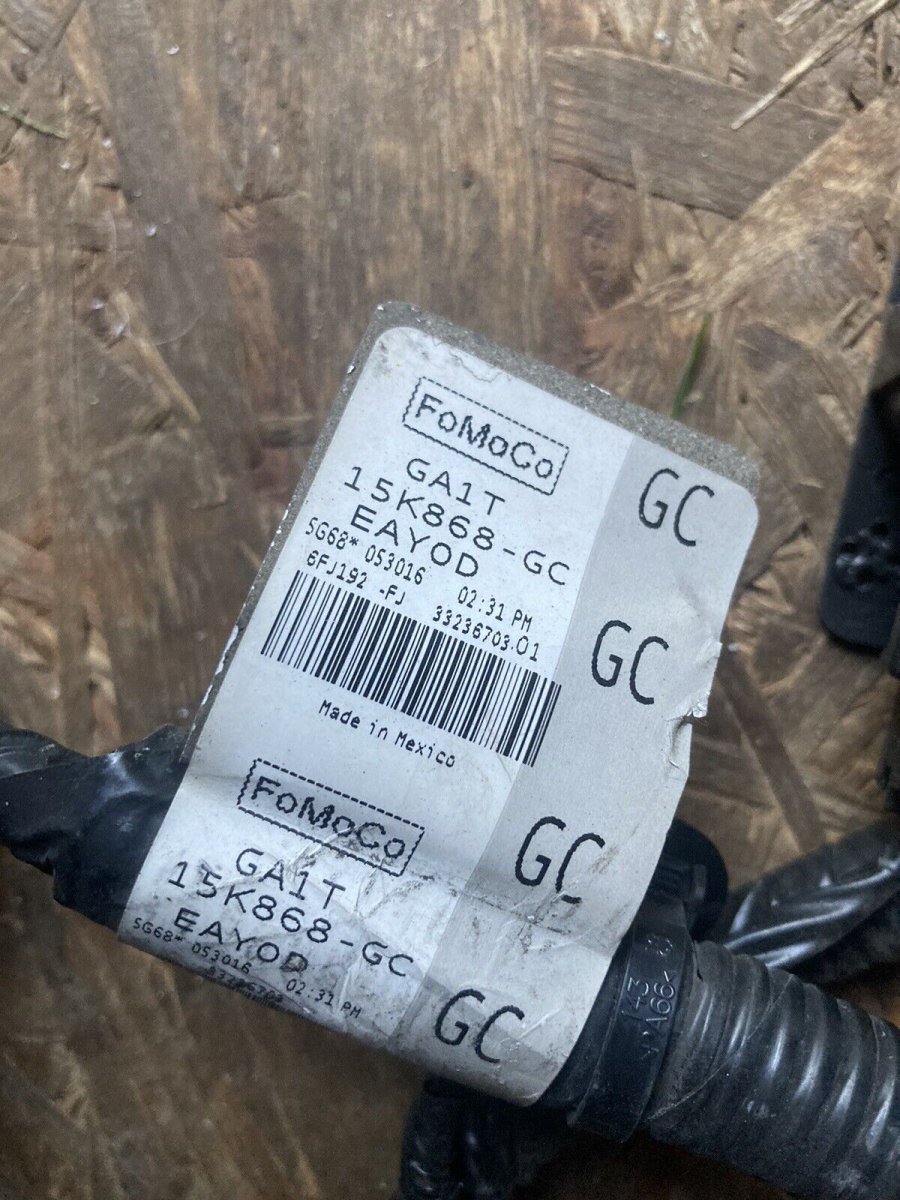 FoMoCo
GA1T
15K868-GC
EAYOD
SG68* 053016 02:31 PM
6FJ192 -FJ 33236703.01
Made in Mexico
GC
GC
FoMoCo
GA1T
15K868-GC
EAYOD
SG68* 053016 02:31 PM
GC
GC